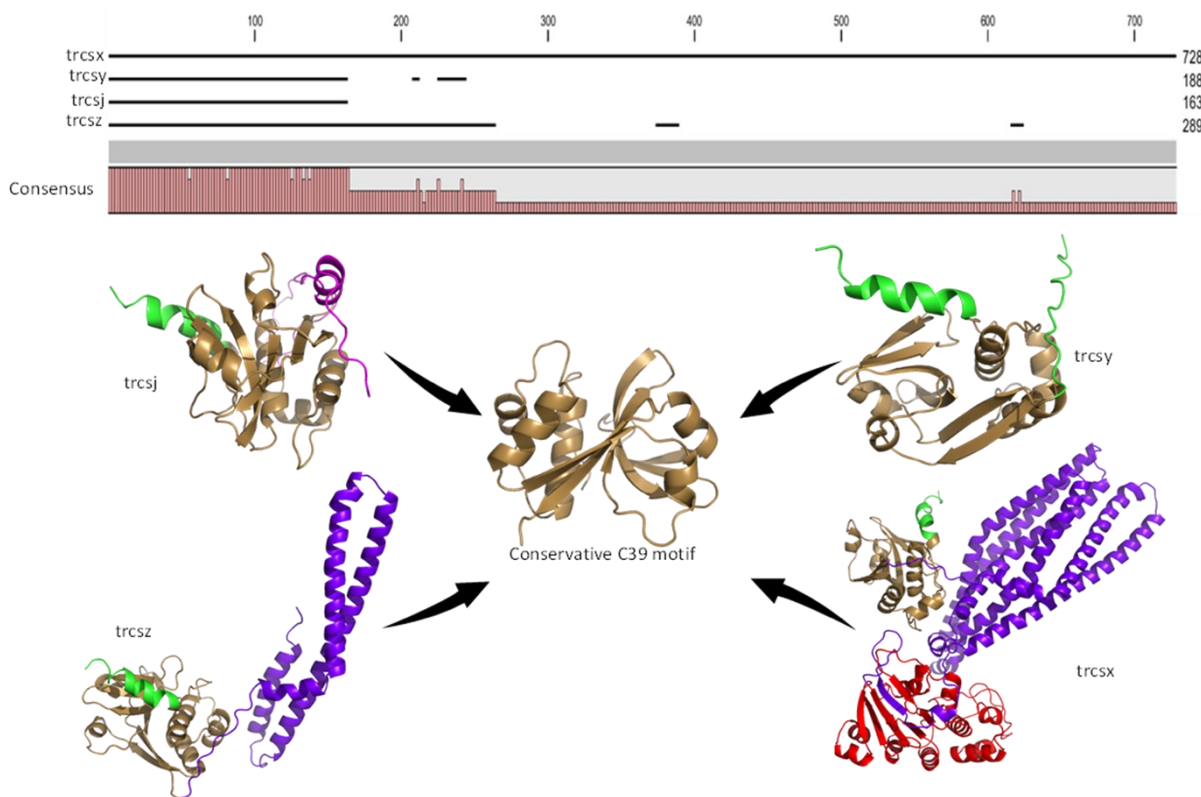 100 200 300 400 500 600 700
trcsx 728
trcsy 188
trcsj 163
trcsz 289
Consensus
trcsj
trcsy
Conservative C39 motif
trcsz
trcsx